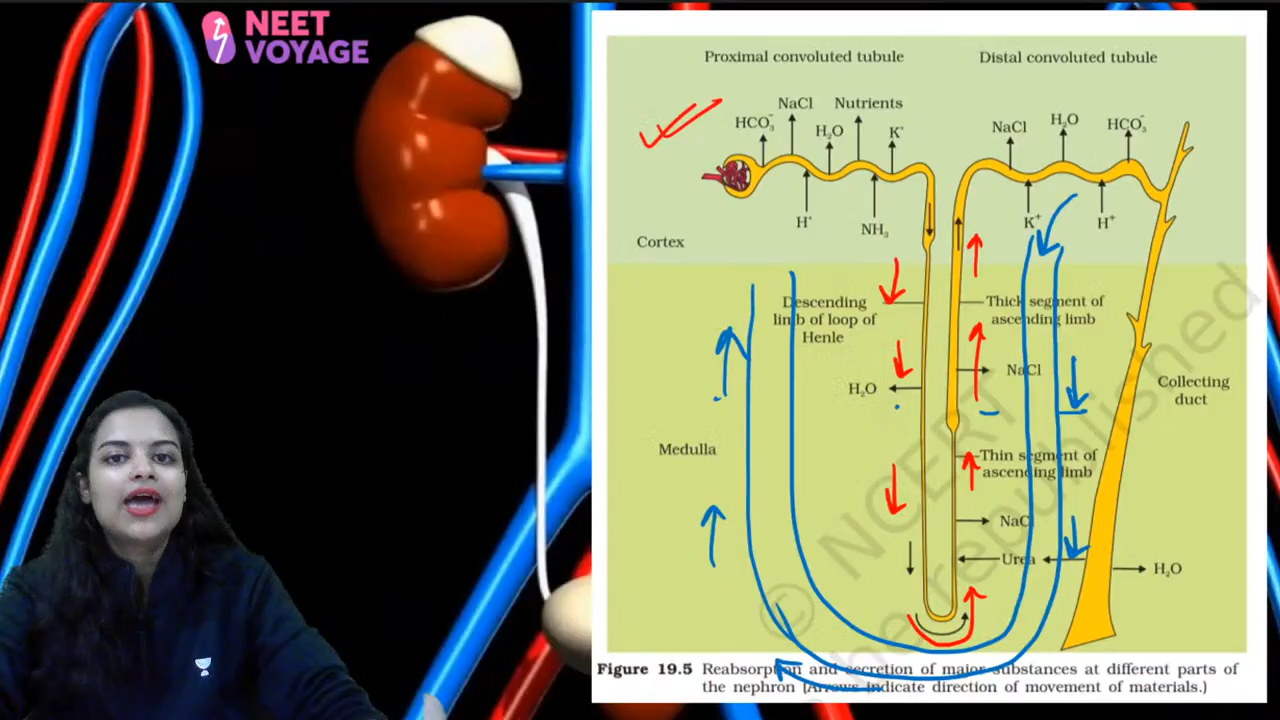 NEET
VOYAGE
Proximal convoluted tubule
Distal convoluted tubule
HCO₃⁻
NaCl
H₂O
Nutrients
K⁺
NaCl
H₂O
HCO₃⁻
H⁺
NH₃
K⁺
H⁺
Cortex
Descending
limb of loop of
Henle
Thick segment of
ascending limb
H₂O
NaCl
Collecting
duct
Medulla
Thin segment of
ascending limb
NaCl
Urea
H₂O
© NCERT
be republished
Figure 19.5 Reabsorption and secretion of major substances at different parts of
the nephron (Arrows indicate direction of movement of materials.)